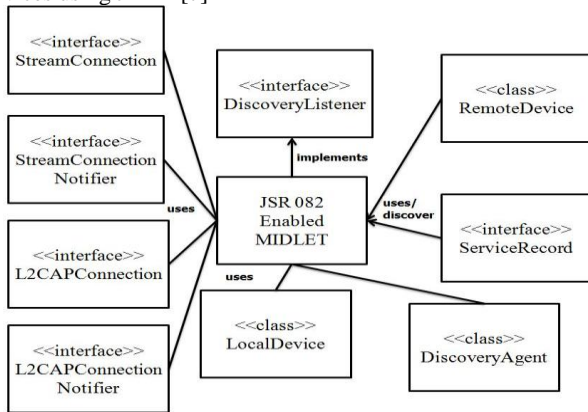 using
<<interface>>
StreamConnection
<<interface>>
StreamConnection
Notifier
<<interface>>
L2CAPConnection
<<interface>>
L2CAPConnection
Notifier
uses
<<interface>>
DiscoveryListener
implements
JSR 082
Enabled
MIDLET
uses
<<class>>
LocalDevice
<<class>>
RemoteDevice
uses/
discover
<<interface>>
ServiceRecord
<<class>>
DiscoveryAgent